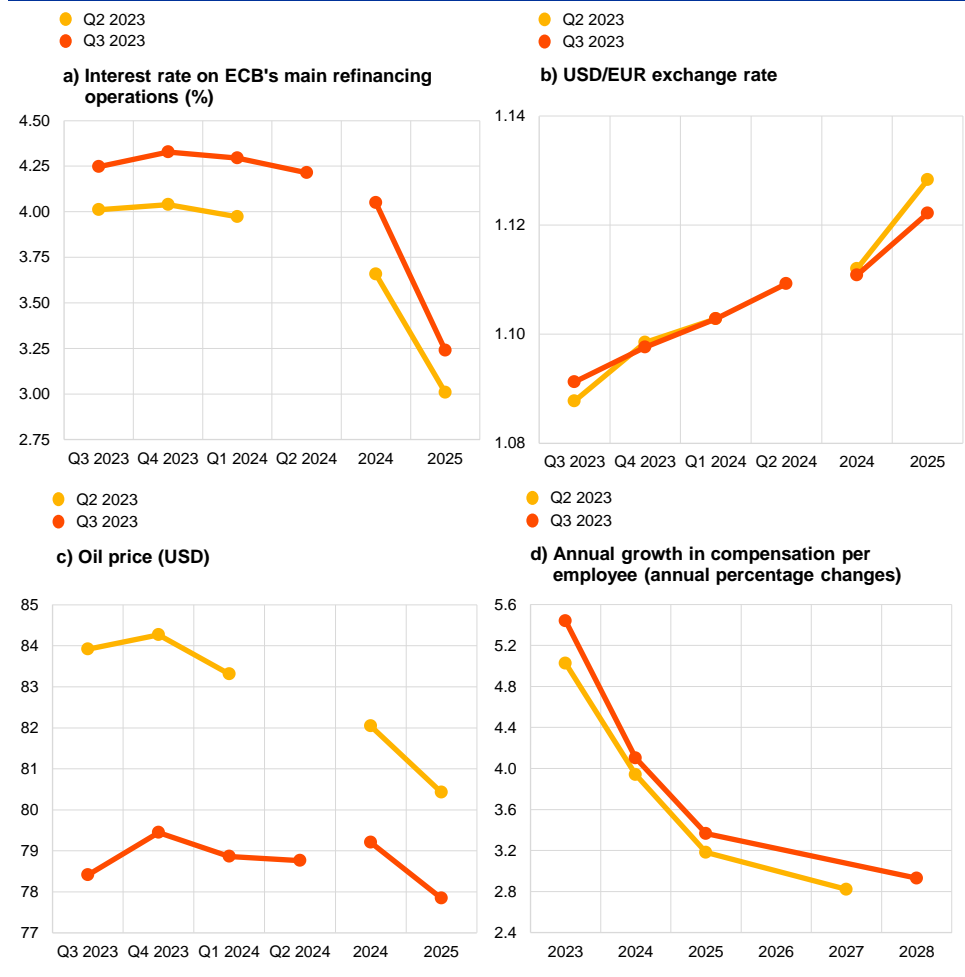 Q2 2023
Q3 2023
a) Interest rate on ECB's main refinancing
operations (%)
4.50
4.25
4.00
3.75
3.50
3.25
3.00
2.75
Q3 2023 Q4 2023 Q1 2024 Q2 2024 2024 2025
Q2 2023
Q3 2023
b) USD/EUR exchange rate
1.14
1.12
1.10
1.08
Q3 2023 Q4 2023 Q1 2024 Q2 2024 2024 2025
Q2 2023
Q3 2023
c) Oil price (USD)
85
84
83
82
81
80
79
78
77
Q3 2023 Q4 2023 Q1 2024 Q2 2024 2024 2025
Q2 2023
Q3 2023
d) Annual growth in compensation per
employee (annual percentage changes)
5.6
5.2
4.8
4.4
4.0
3.6
3.2
2.8
2.4
2023 2024 2025 2026 2027 2028